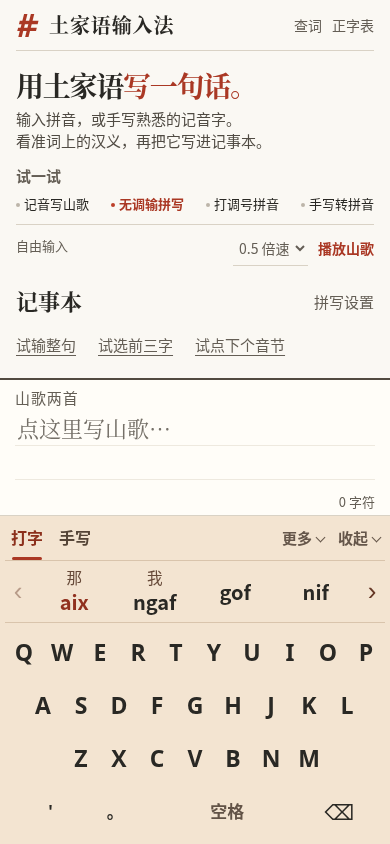 # 土家语输入法 查词 正字表
用土家语写一句话。
输入拼音，或手写熟悉的记音字。
看准词上的汉义，再把它写进记事本。
试一试
记音写山歌 无调输拼写 打调号拼音 手写转拼音
自由输入 0.5 倍速 播放山歌
记事本 拼写设置
试输整句 试选前三字 试点下个音节
山歌两首
点这里写山歌…
0 字符
打字 手写 更多 收起
那 我
‹ aix ngaf gof nif ›
Q W E R T Y U I O P
A S D F G H J K L
Z X C V B N M
' 。 空格 ⌫